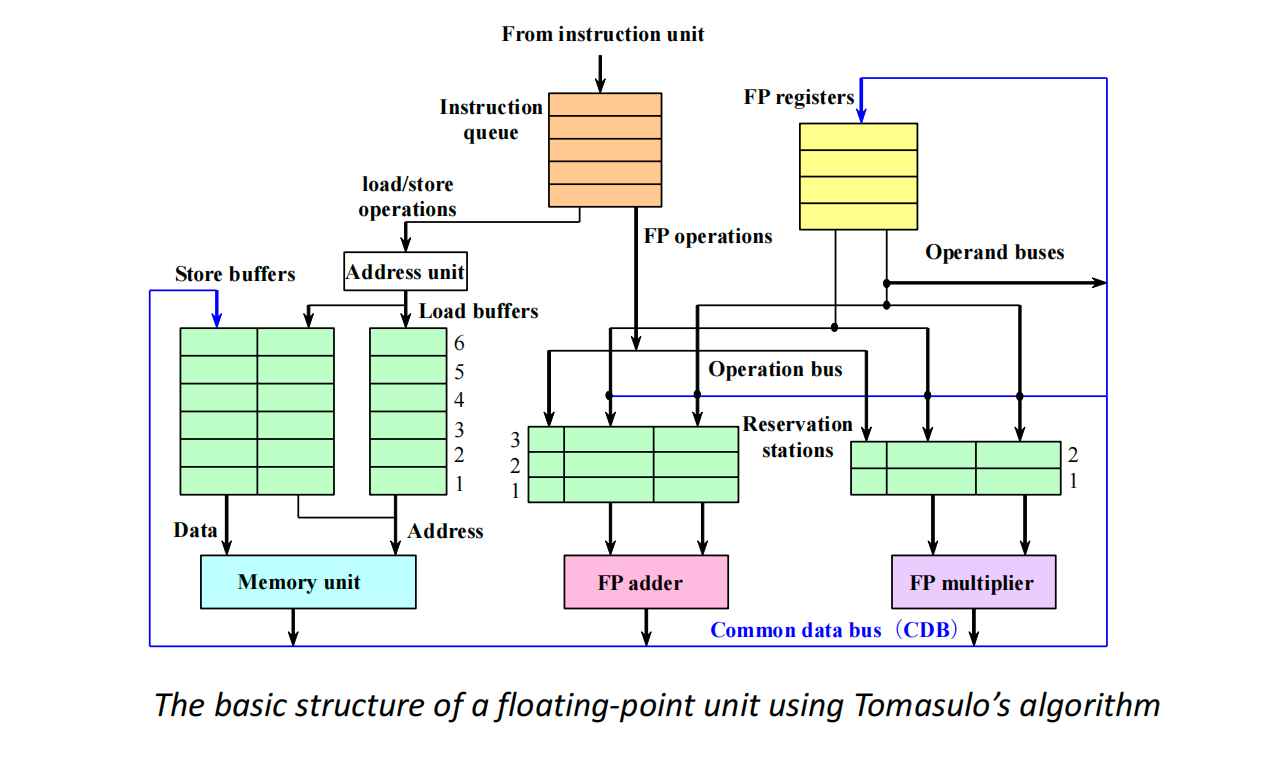 From instruction unit
Instruction
queue
FP registers
load/store
operations
FP operations
Operand buses
Address unit
Store buffers
Load buffers
6
5
4
3
2
1
Operation bus
Reservation
stations
3
2
1
2
1
Data
Address
Memory unit
FP adder
FP multiplier
Common data bus（CDB）
The basic structure of a floating-point unit using Tomasulo’s algorithm